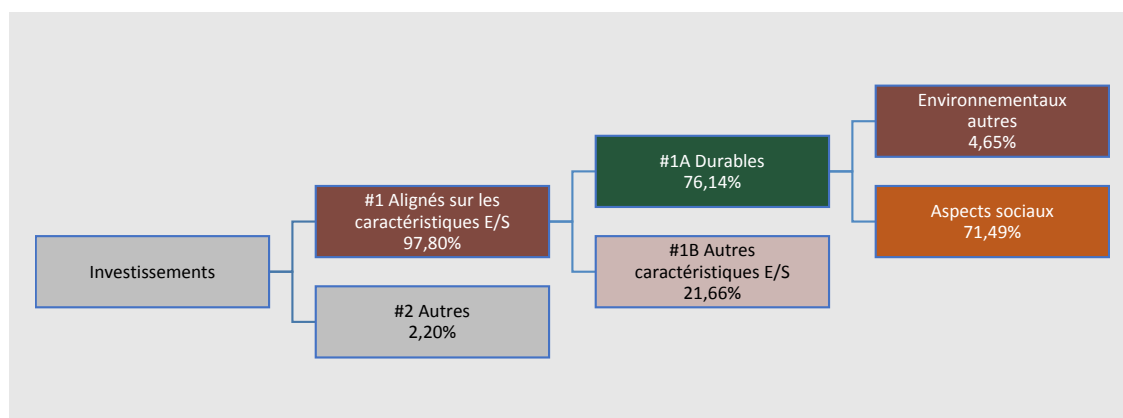 Investissements
#1 Alignés sur les
caractéristiques E/S
97,80%
#2 Autres
2,20%
#1A Durables
76,14%
#1B Autres
caractéristiques E/S
21,66%
Environnementaux
autres
4,65%
Aspects sociaux
71,49%